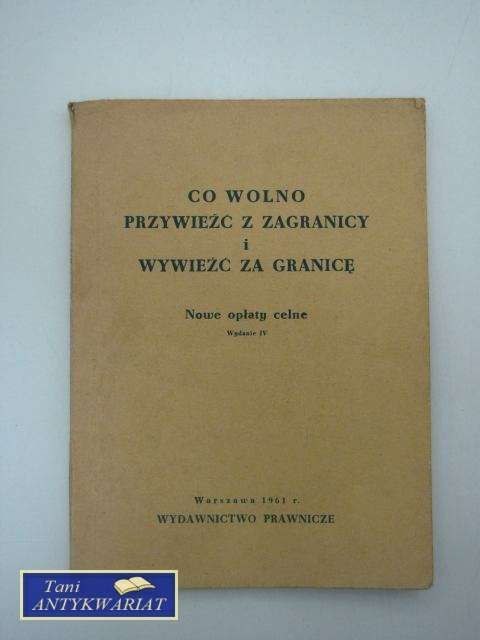 CO WOLNO
PRZYWIEŹĆ Z ZAGRANICY
i
WYWIEŹĆ ZA GRANICĘ
Nowe opłaty celne
Wydanie IV
Warszawa 1961 r.
WYDAWNICTWO PRAWNICZE
Tani
ANTYKWARIAT